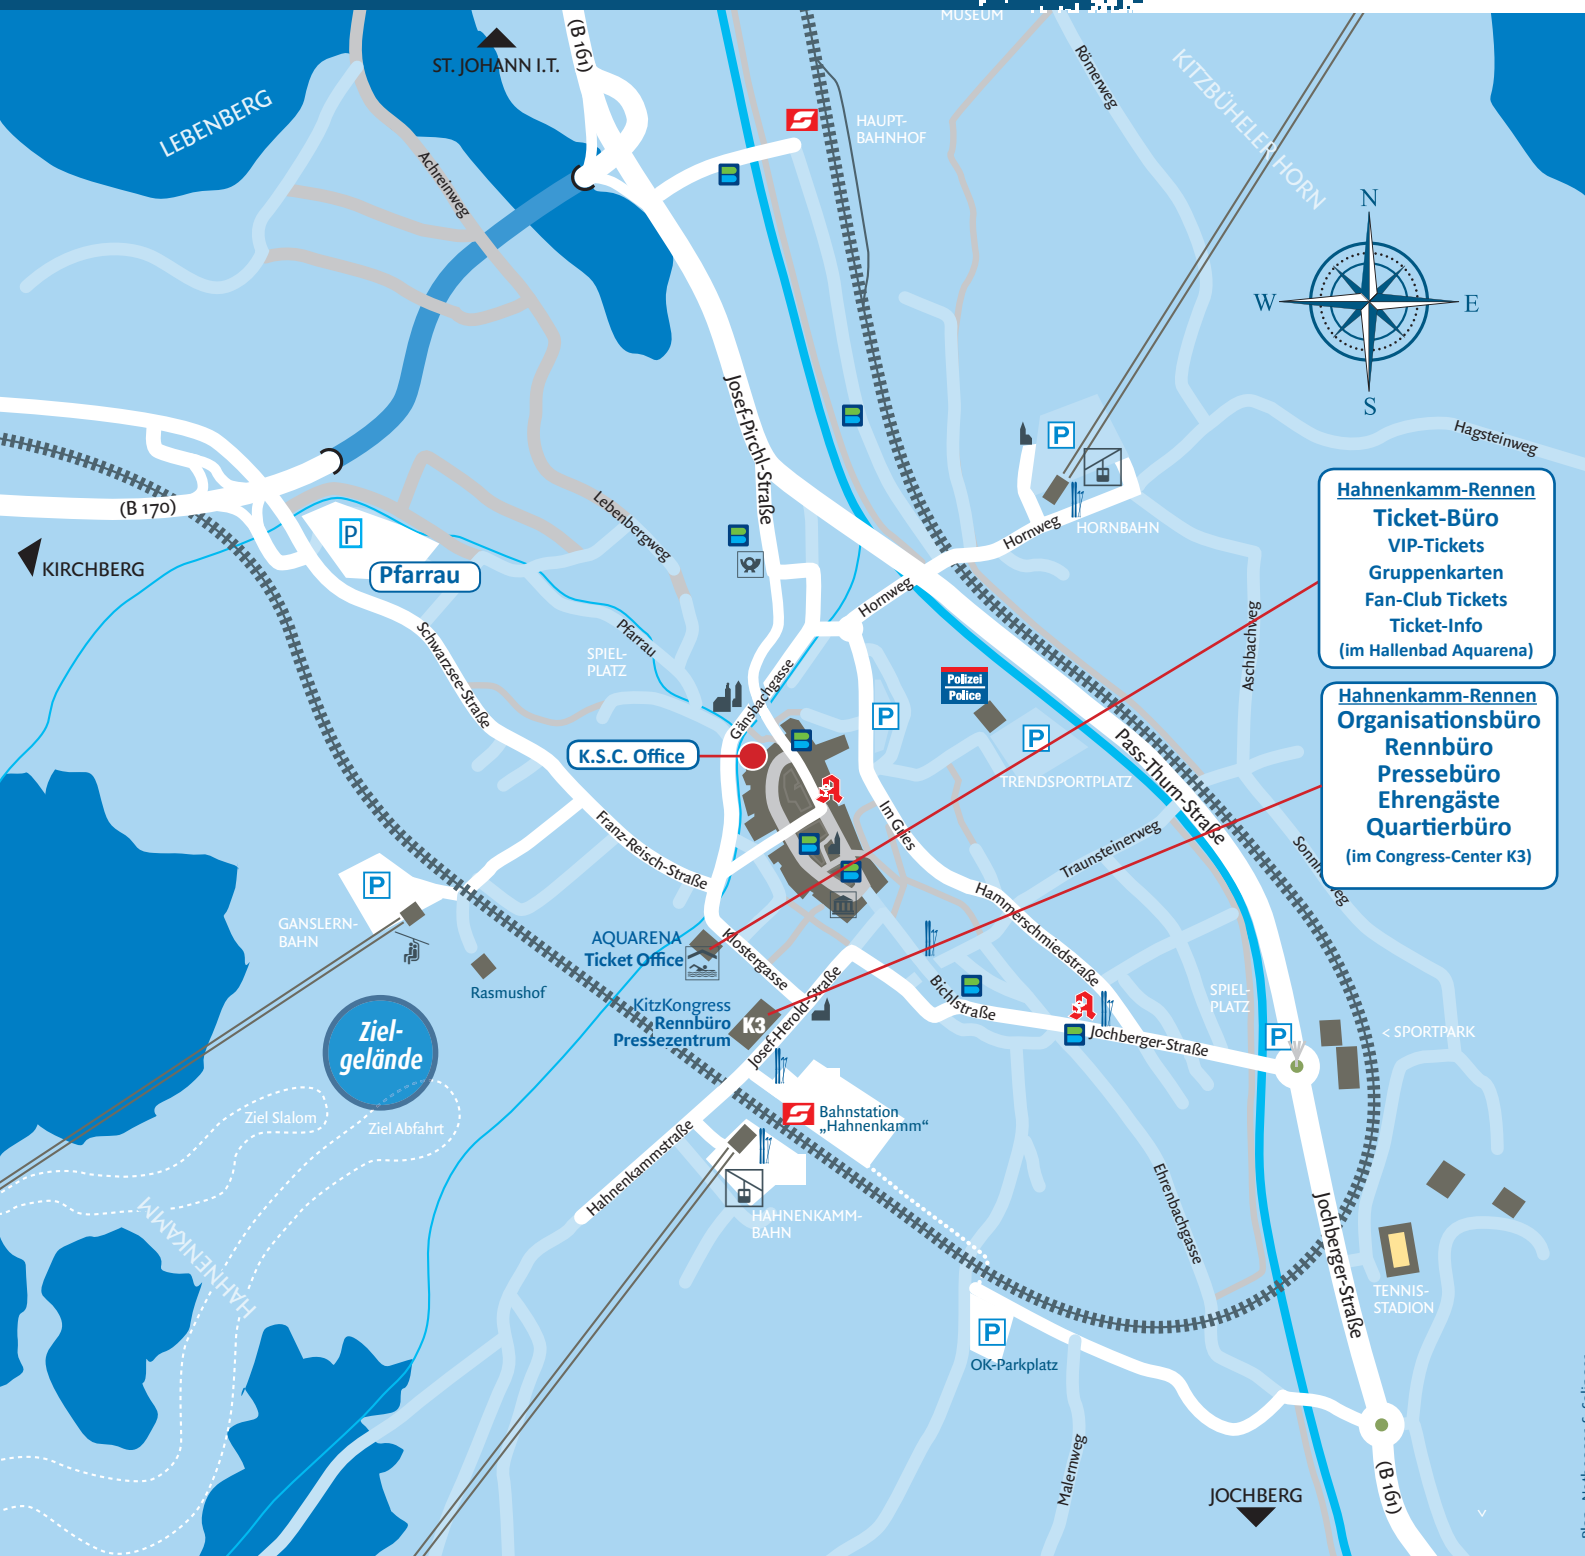 MUSEUM
(B 161)
ST. JOHANN I.T.
LEBENBERG
Achreinweg
HAUPT-
BAHNHOF
Römerweg
KITZBÜHELER HORN
N
W
E
S
Josef-Pirchl-Straße
Hagsteinweg
P
HORNBAHN
Hornweg
(B 170)
KIRCHBERG
P
Pfarrau
Lebenbergweg
Pfarrau
SPIEL-
PLATZ
Schwarzsee-Straße
Hornweg
Gänsbachgasse
K.S.C. Office
Polizei
Police
P
P
TRENDSPORTPLATZ
Aschbachweg
Hahnenkamm-Rennen
Ticket-Büro
VIP-Tickets
Gruppenkarten
Fan-Club Tickets
Ticket-Info
(im Hallenbad Aquarena)
Hahnenkamm-Rennen
Organisationsbüro
Rennbüro
Pressebüro
Ehrengäste
Quartierbüro
(im Congress-Center K3)
Pass-Thurn-Straße
Im Gries
Traunsteinerweg
Franz-Reisch-Straße
P
GANSLERN-
BAHN
Rasmushof
AQUARENA
Ticket Office
Klostergasse
Hammerschmiedstraße
KitzKongress
Rennbüro
Pressezentrum
K3
Josef-Herold-Straße
Bichlstraße
Jochberger-Straße
SPIEL-
PLATZ
P
< SPORTPARK
Ziel-
gelände
Ziel Slalom
Ziel Abfahrt
Bahnstation
„Hahnenkamm“
Hahnenkammstraße
HAHNENKAMM-
BAHN
HAHNENKAMM
Ehrenbachgasse
Jochberger-Straße
TENNIS-
STADION
P
OK-Parkplatz
Malernweg
JOCHBERG
(B 161)